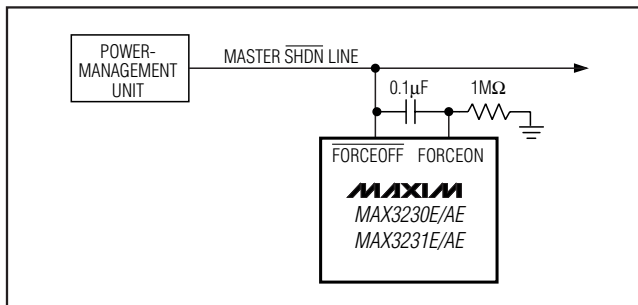 POWER-
MANAGEMENT
UNIT
MASTER SHDN LINE
0.1µF
1MΩ
FORCEOFF FORCEON
MAXIM
MAX3230E/AE
MAX3231E/AE